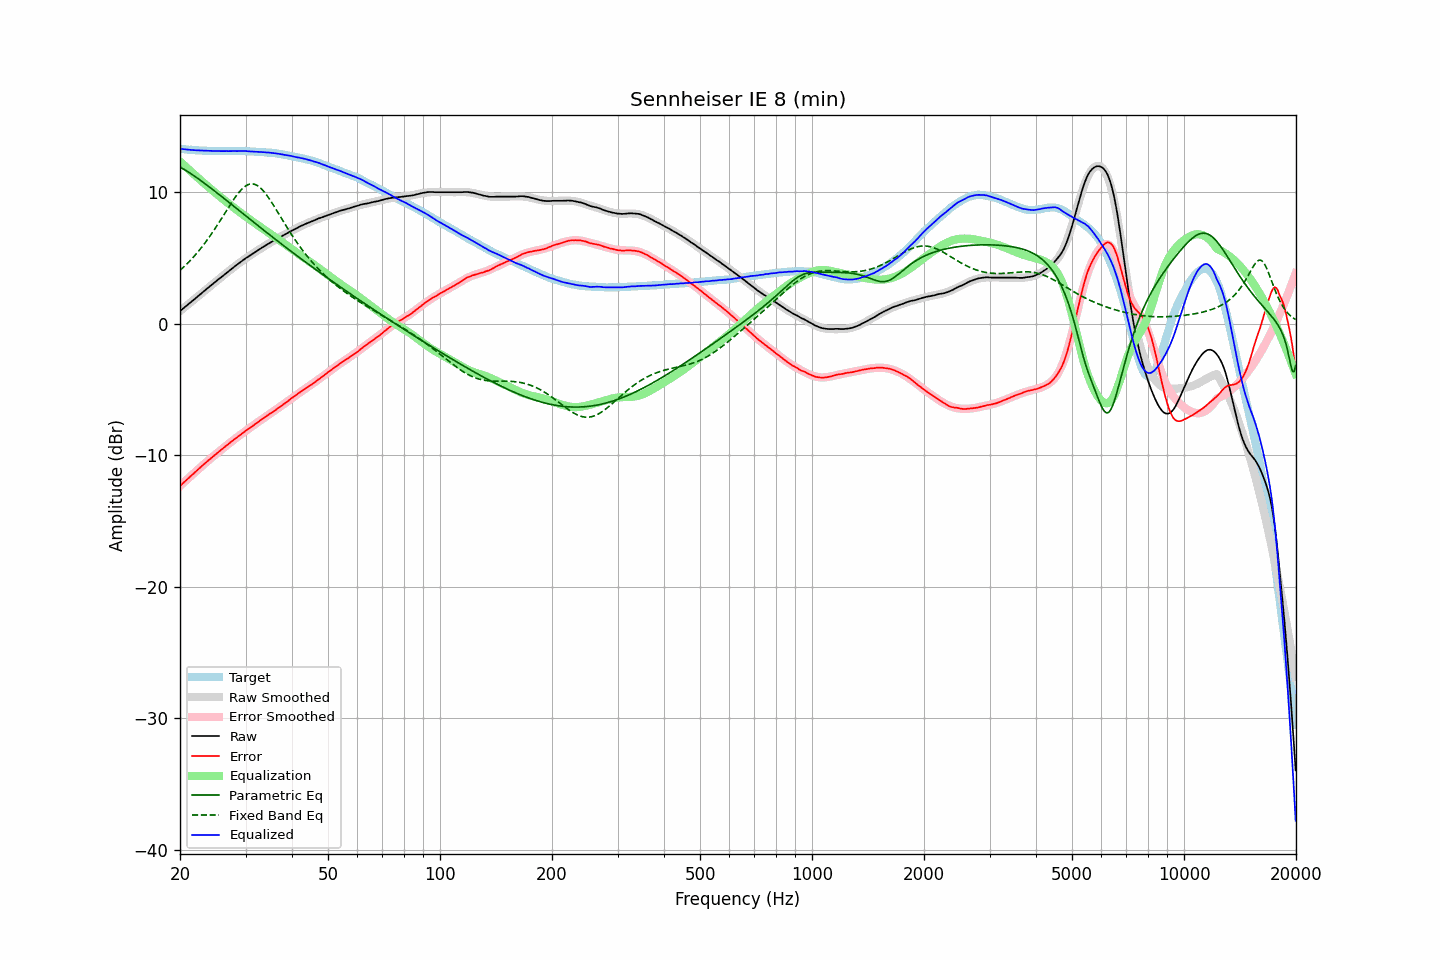 Sennheiser IE 8 (min)
Amplitude (dBr)
10
0
−10
−20
−30
−40
Target
Raw Smoothed
Error Smoothed
Raw
Error
Equalization
Parametric Eq
Fixed Band Eq
Equalized
20 50 100 200 500 1000 2000 5000 10000 20000
Frequency (Hz)